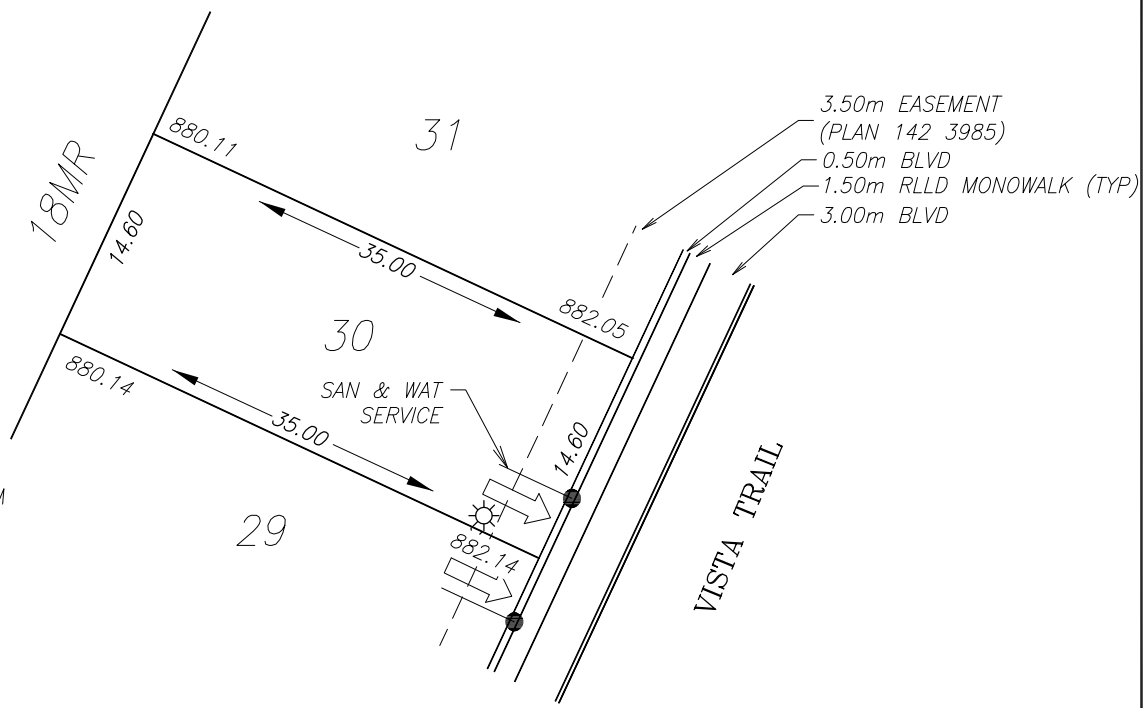 3.50m EASEMENT
(PLAN 142 3985)
0.50m BLVD
1.50m RLLD MONOWALK (TYP)
3.00m BLVD
31
880.11
18MR
14.60
35.00
882.05
30
880.14
SAN & WAT
SERVICE
35.00
14.60
M
29
882.14
VISTA TRAIL